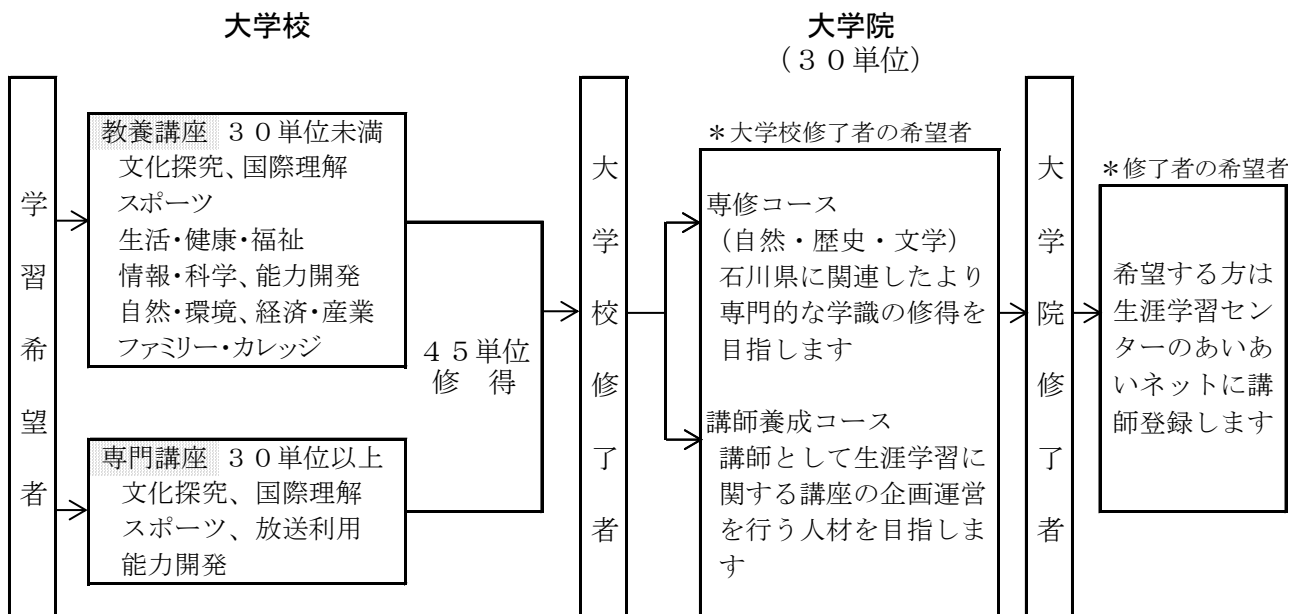 大学校
大学院
(30単位)
学習希望者
教養講座 30単位未満
文化探究、国際理解
スポーツ
生活・健康・福祉
情報・科学、能力開発
自然・環境、経済・産業
ファミリー・カレッジ
専門講座 30単位以上
文化探究、国際理解
スポーツ、放送利用
能力開発
45単位
修 得
大学校修了者
*大学校修了者の希望者
専修コース
(自然・歴史・文学)
石川県に関連したより
専門的な学識の修得を
目指します
講師養成コース
講師として生涯学習に
関する講座の企画運営
を行う人材を目指しま
す
大学院修了者
*修了者の希望者
希望する方は
生涯学習セン
ターのあいあ
いネットに講
師登録します